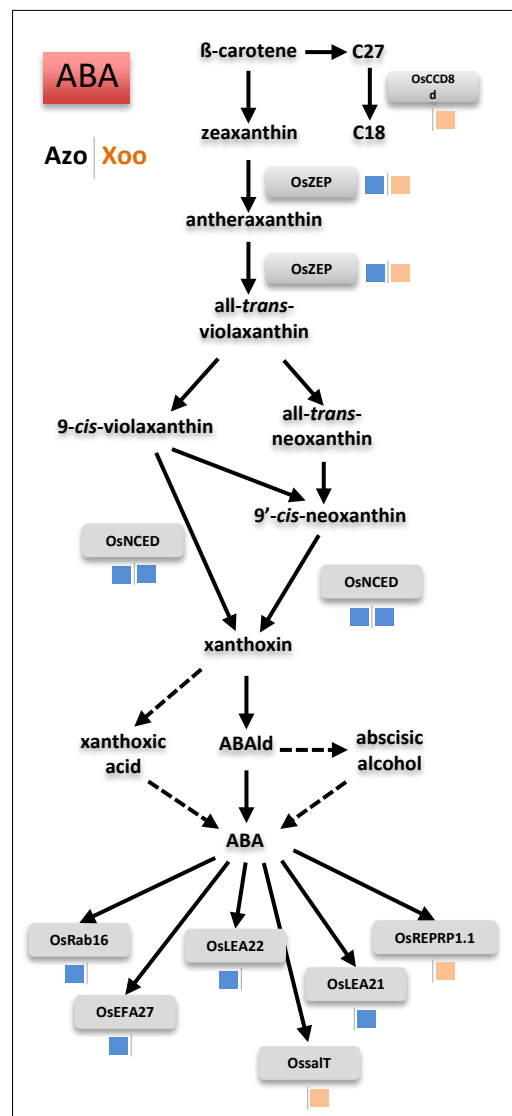 ABA
Azo Xoo
ß-carotene
C27
OsCCD8
d
zeaxanthin
C18
OsZEP
antheraxanthin
OsZEP
all-trans-
violaxanthin
9-cis-violaxanthin
all-trans-
neoxanthin
9’-cis-neoxanthin
OsNCED
OsNCED
xanthoxin
xanthoxic
acid
ABAld
abscisic
alcohol
ABA
OsRab16
OsLEA22
OsREPRP1.1
OsEFA27
OsLEA21
OssalT